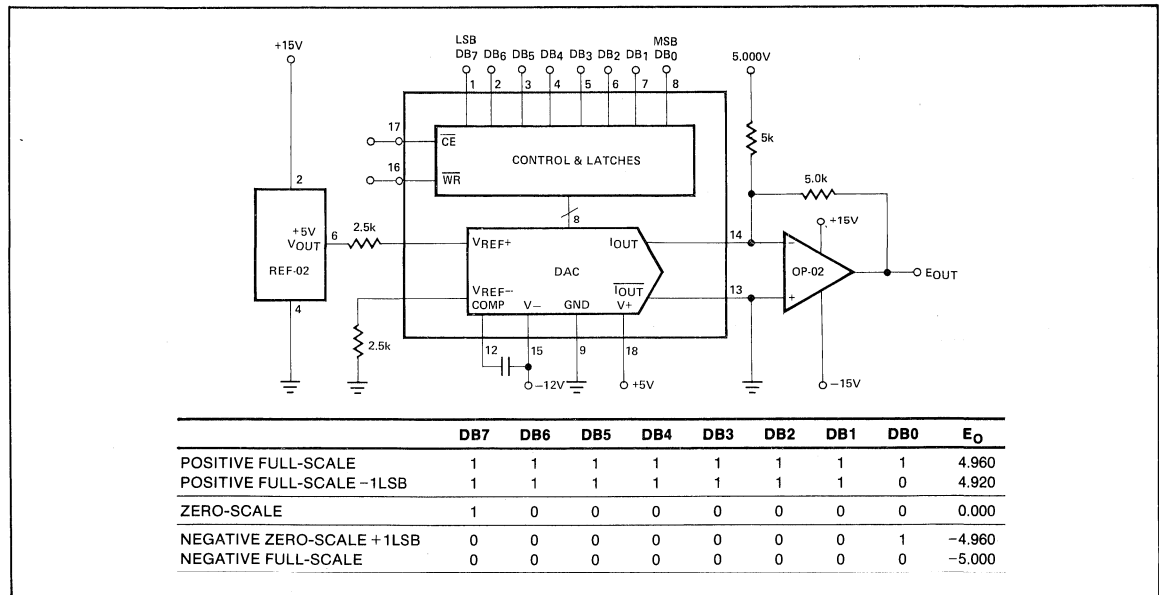 +15V
LSB MSB
DB7 DB6 DB5 DB4 DB3 DB2 DB1 DB0
5.000V
1 2 3 4 5 6 7 8
17
CE
CONTROL & LATCHES
5k
16
WR
5.0k
2
8
+15V
+5V
VOUT
6
2.5k
VREF+
IOUT
14
−
REF-02
DAC
OP-02
EOUT
VREF−
IOUT
13
+
4
COMP V− GND V+
2.5k
12 15 9 18
−12V
+5V
−15V
DB7 DB6 DB5 DB4 DB3 DB2 DB1 DB0 EO
POSITIVE FULL-SCALE 1 1 1 1 1 1 1 1 4.960
POSITIVE FULL-SCALE −1LSB 1 1 1 1 1 1 1 0 4.920
ZERO-SCALE 1 0 0 0 0 0 0 0 0.000
NEGATIVE ZERO-SCALE +1LSB 0 0 0 0 0 0 0 1 −4.960
NEGATIVE FULL-SCALE 0 0 0 0 0 0 0 0 −5.000